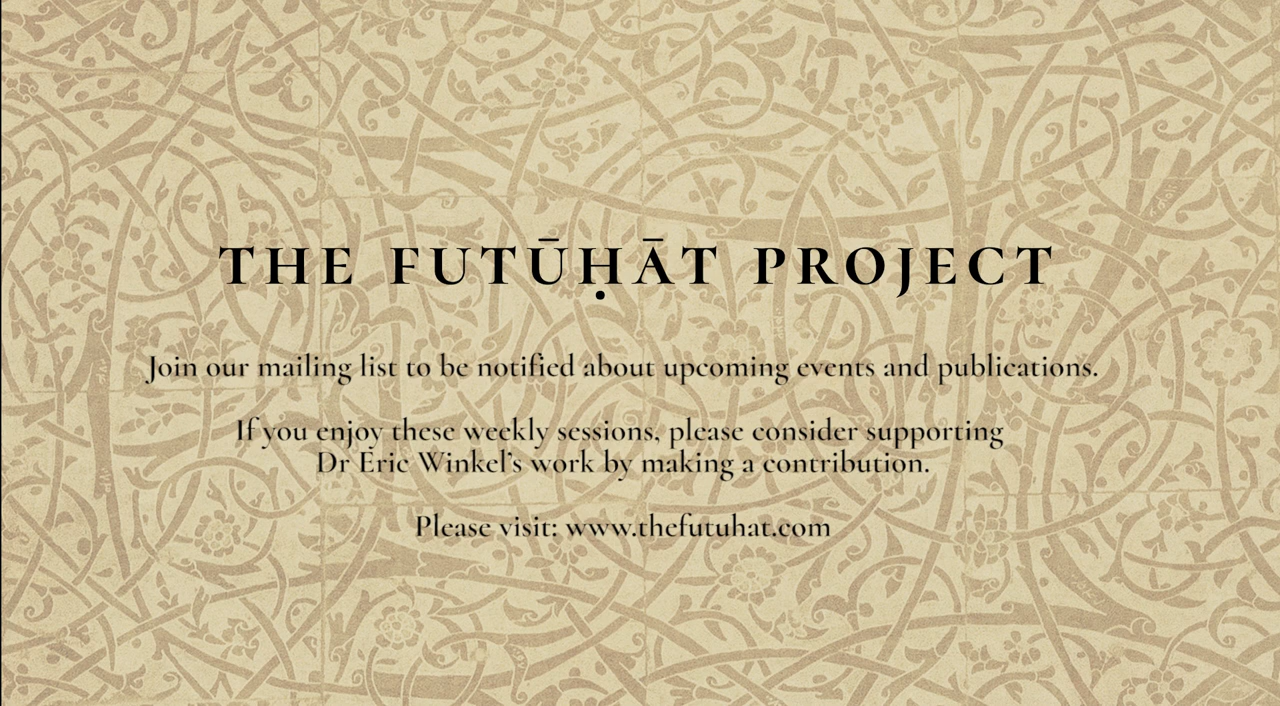 THE FUTŪḤĀT PROJECT
Join our mailing list to be notified about upcoming events and publications.
If you enjoy these weekly sessions, please consider supporting
Dr Eric Winkel’s work by making a contribution.
Please visit: www.thefutuhat.com